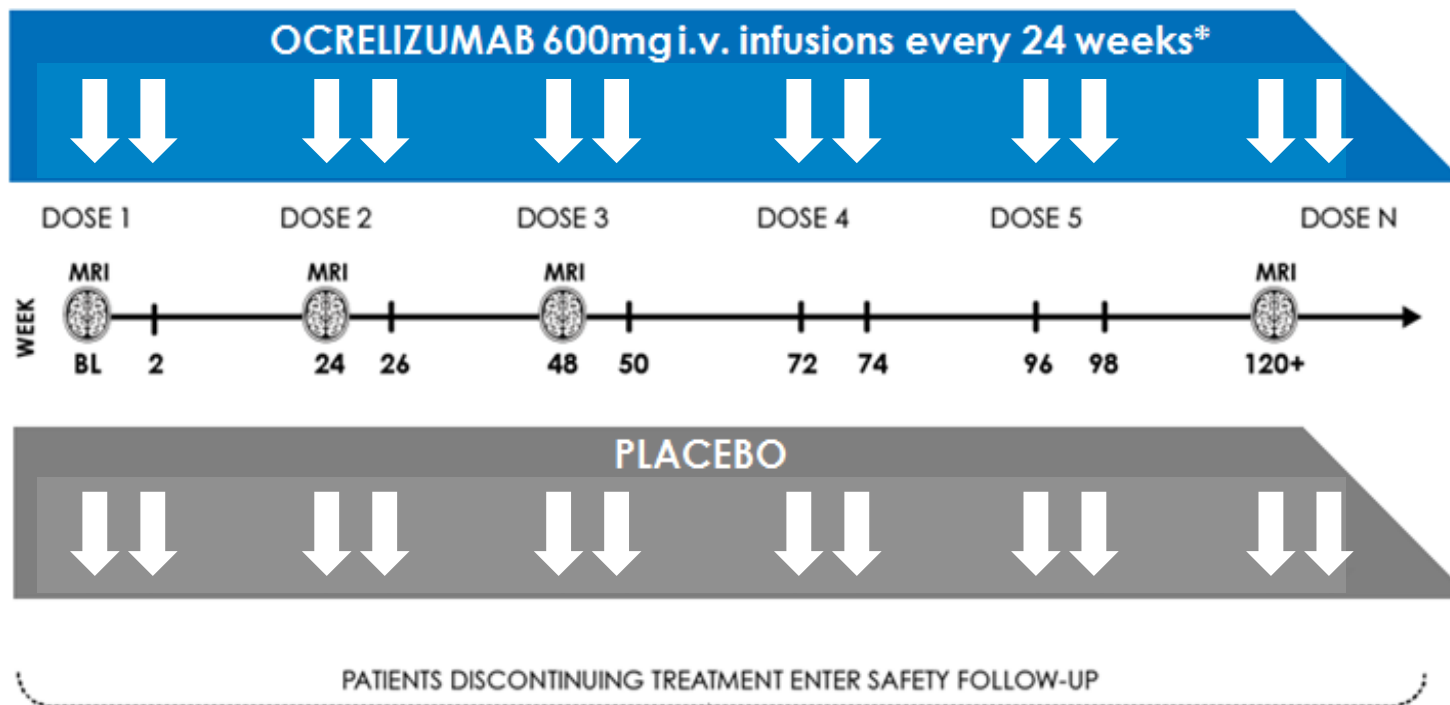 OCRELIZUMAB 600mg i.v. infusions every 24 weeks*
DOSE 1 DOSE 2 DOSE 3 DOSE 4 DOSE 5 DOSE N
MRI MRI MRI MRI
WEEK
BL 2 24 26 48 50 72 74 96 98 120+
PLACEBO
PATIENTS DISCONTINUING TREATMENT ENTER SAFETY FOLLOW-UP